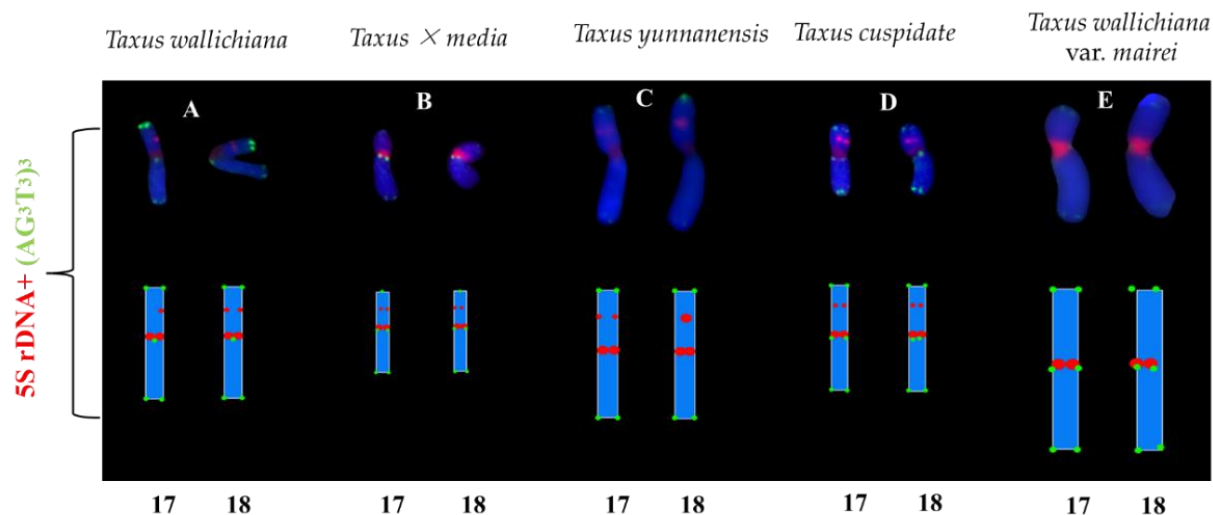 Taxus wallichiana
Taxus × media
Taxus yunnanensis
Taxus cuspidate
Taxus wallichiana
var. mairei
A
B
C
D
E
5S rDNA+ (AG3T3)3
17 18
17 18
17 18
17 18
17 18